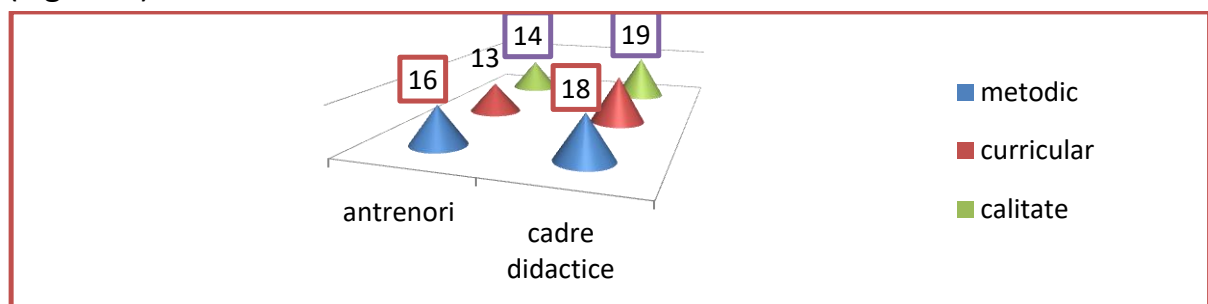 14
19
13
16
18
metodic
curricular
calitate
antrenori
cadre
didactice